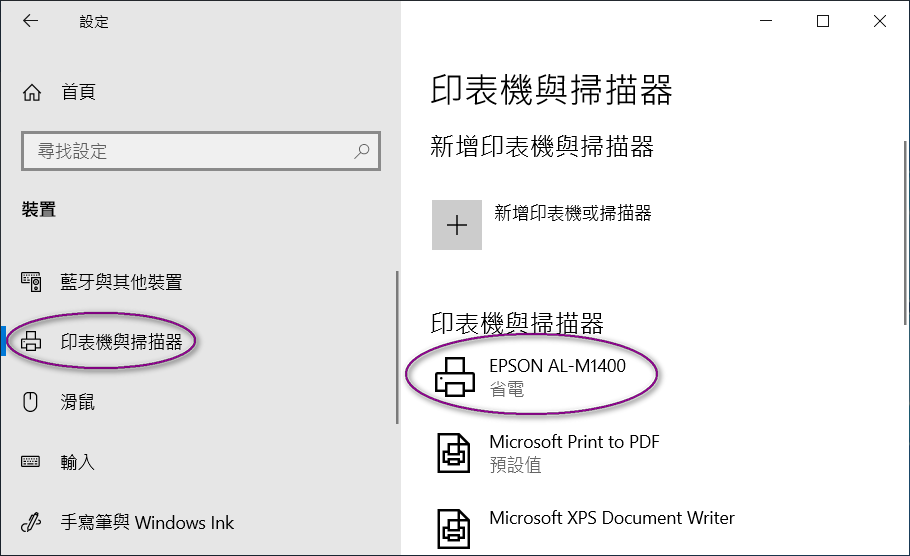 設定
首頁
尋找設定
裝置
藍牙與其他裝置
印表機與掃描器
滑鼠
輸入
手寫筆與 Windows Ink
印表機與掃描器
新增印表機與掃描器
新增印表機或掃描器
印表機與掃描器
EPSON AL-M1400
省電
Microsoft Print to PDF
預設值
Microsoft XPS Document Writer